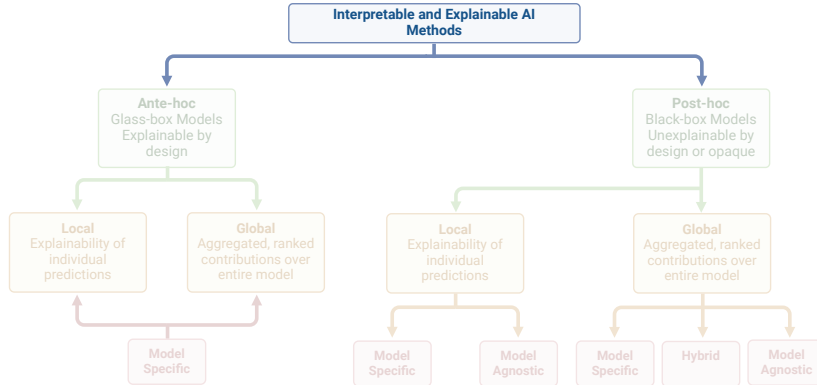 Interpretable and Explainable AI
Methods
Ante-hoc
Glass-box Models
Explainable by
design
Post-hoc
Black-box Models
Unexplainable by
design or opaque
Local
Explainability of
individual
predictions
Global
Aggregated, ranked
contributions over
entire model
Local
Explainability of
individual
predictions
Global
Aggregated, ranked
contributions over
entire model
Model
Specific
Model
Specific
Model
Agnostic
Model
Specific
Hybrid
Model
Agnostic